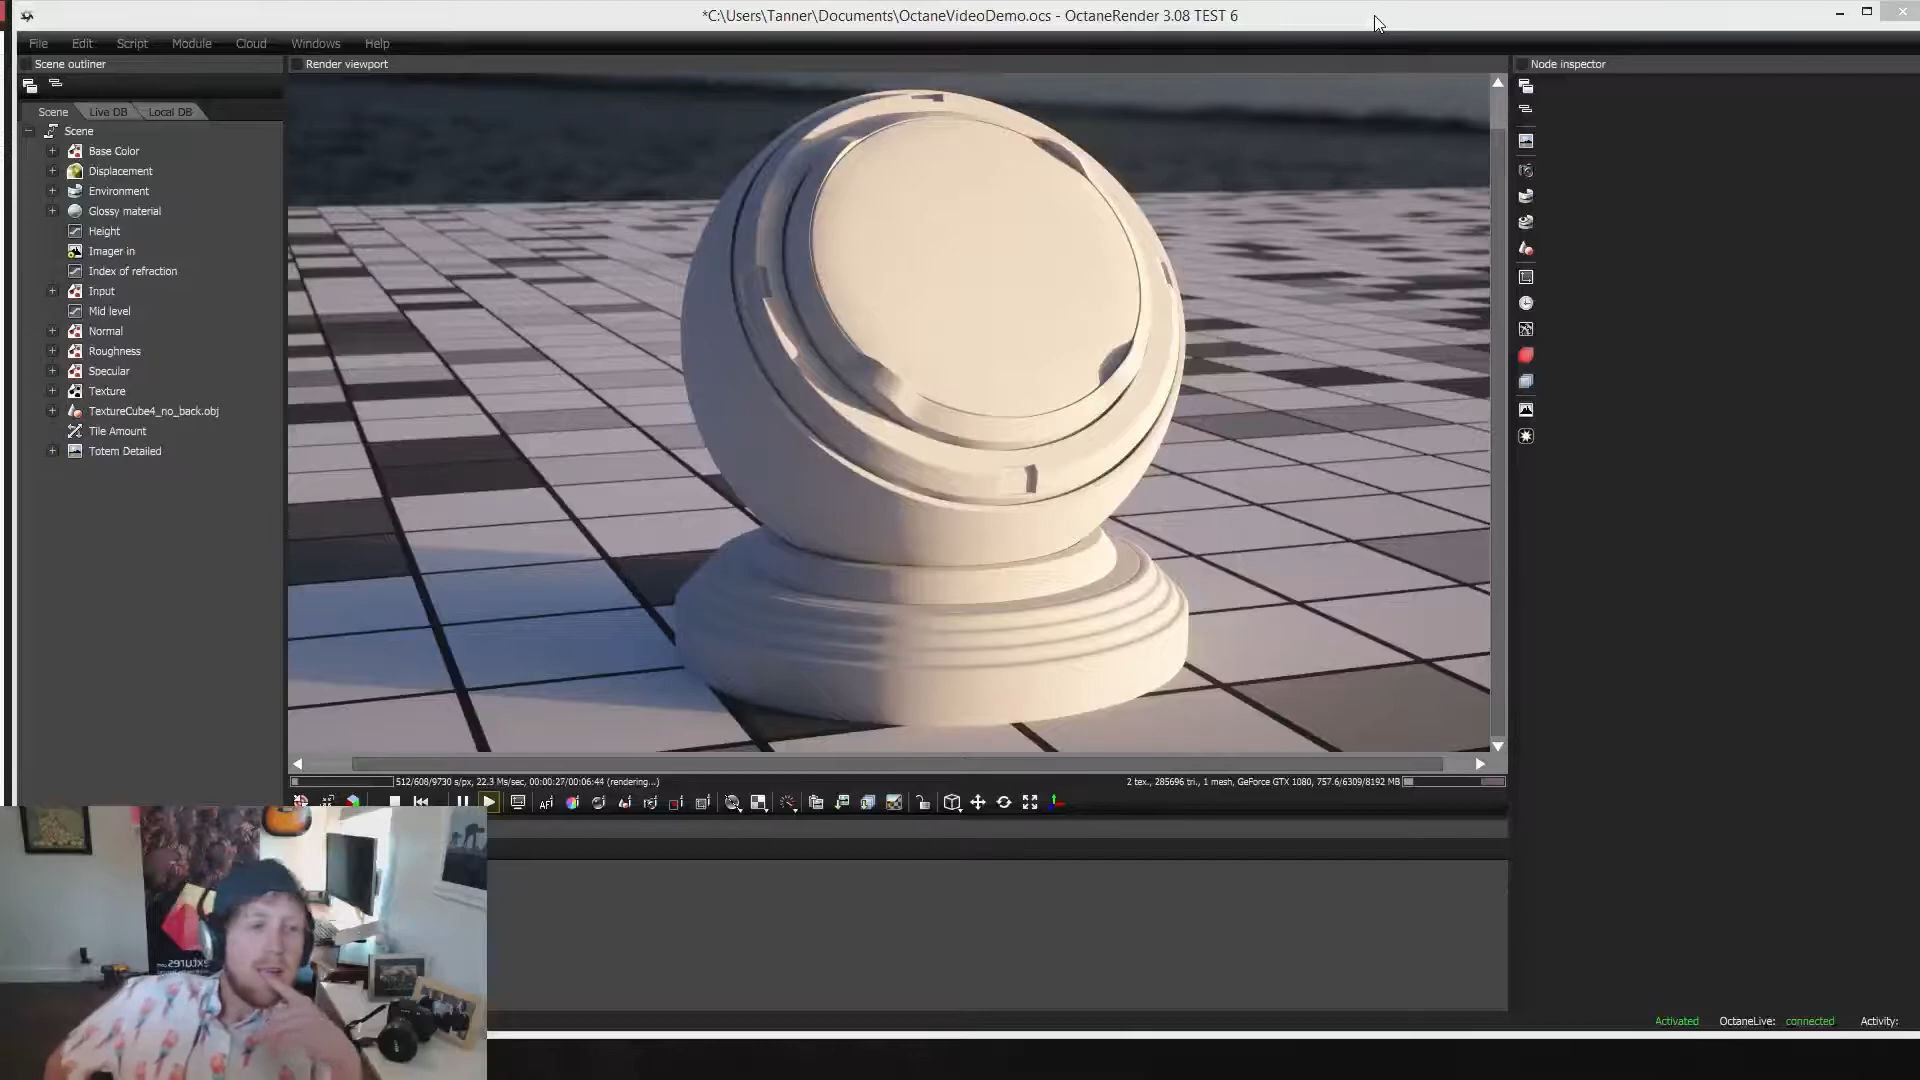 *C:\Users\Tanner\Documents\OctaneVideoDemo.ocs - OctaneRender 3.08 TEST 6
File Edit Script Module Cloud Windows Help
Scene outliner
Render viewport
Node inspector
Scene Live DB Local DB
Scene
Base Color
Displacement
Environment
Glossy material
Height
Imager in
Index of refraction
Input
Mid level
Normal
Roughness
Specular
Texture
TextureCube4_no_back.obj
Tile Amount
Totem Detailed
512/608/9730 s/px, 22.3 Ms/sec, 00:00:27/00:06:44 (rendering...)
2 tex., 285696 tri., 1 mesh, GeForce GTX 1080, 757.6/6309/8192 MB
AF
Activated OctaneLive: connected Activity: